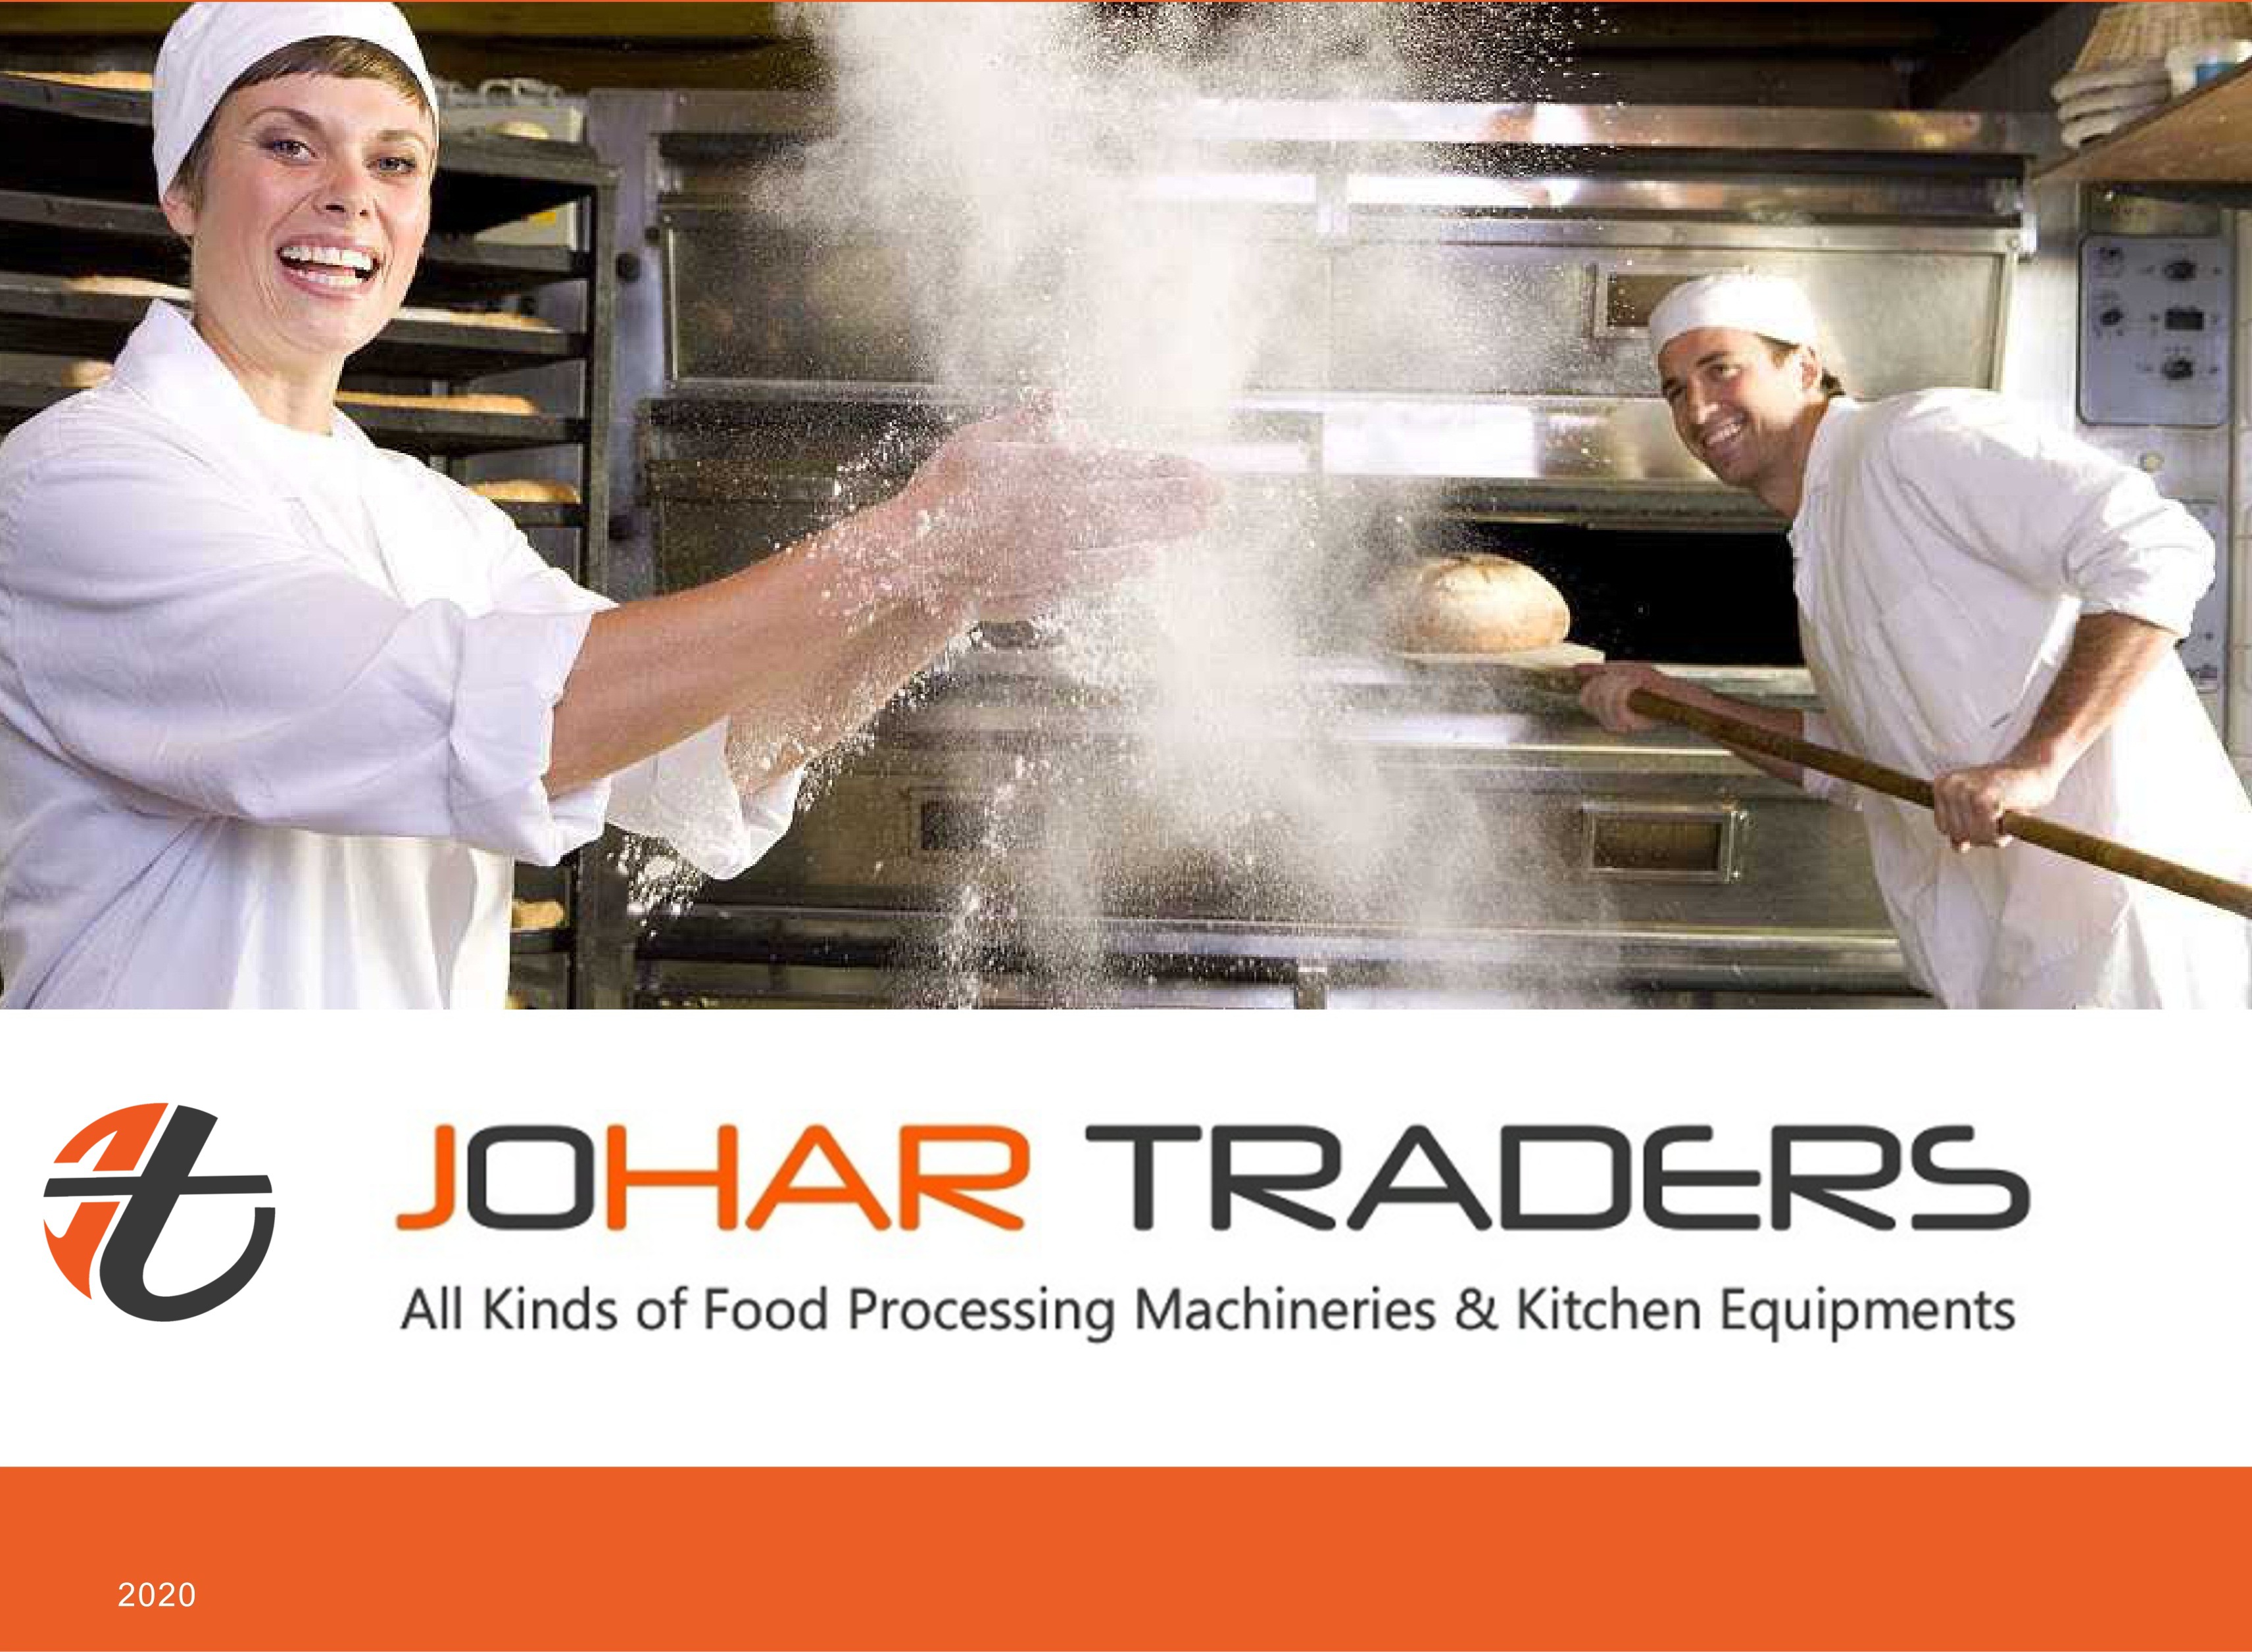 JOHAR TRADERS
All Kinds of Food Processing Machineries & Kitchen Equipments
2020